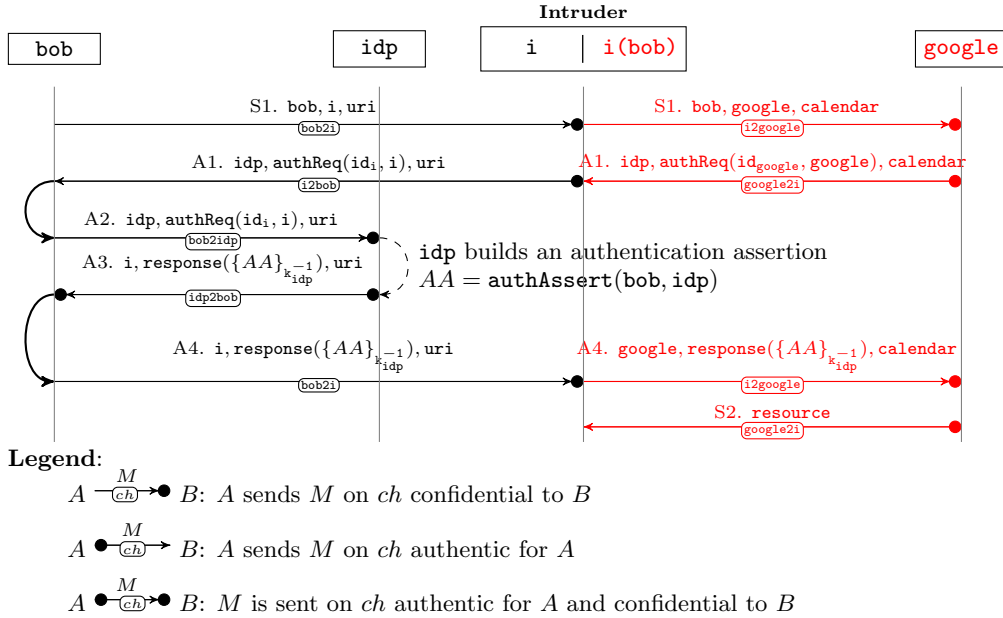 Intruder
bob idp i i(bob) google
S1. bob, i, uri S1. bob, google, calendar
bob2i i2google
A1. idp, authReq(id_i, i), uri A1. idp, authReq(id_google, google), calendar
i2bob google2i
A2. idp, authReq(id_i, i), uri
bob2idp
idp builds an authentication assertion
A3. i, response({AA}_{k_idp^{-1}}), uri
AA = authAssert(bob, idp)
idp2bob
A4. i, response({AA}_{k_idp^{-1}}), uri A4. google, response({AA}_{k_idp^{-1}}), calendar
bob2i i2google
S2. resource
google2i
Legend:
M
A ch B: A sends M on ch confidential to B
M
A ch B: A sends M on ch authentic for A
M
A ch B: M is sent on ch authentic for A and confidential to B